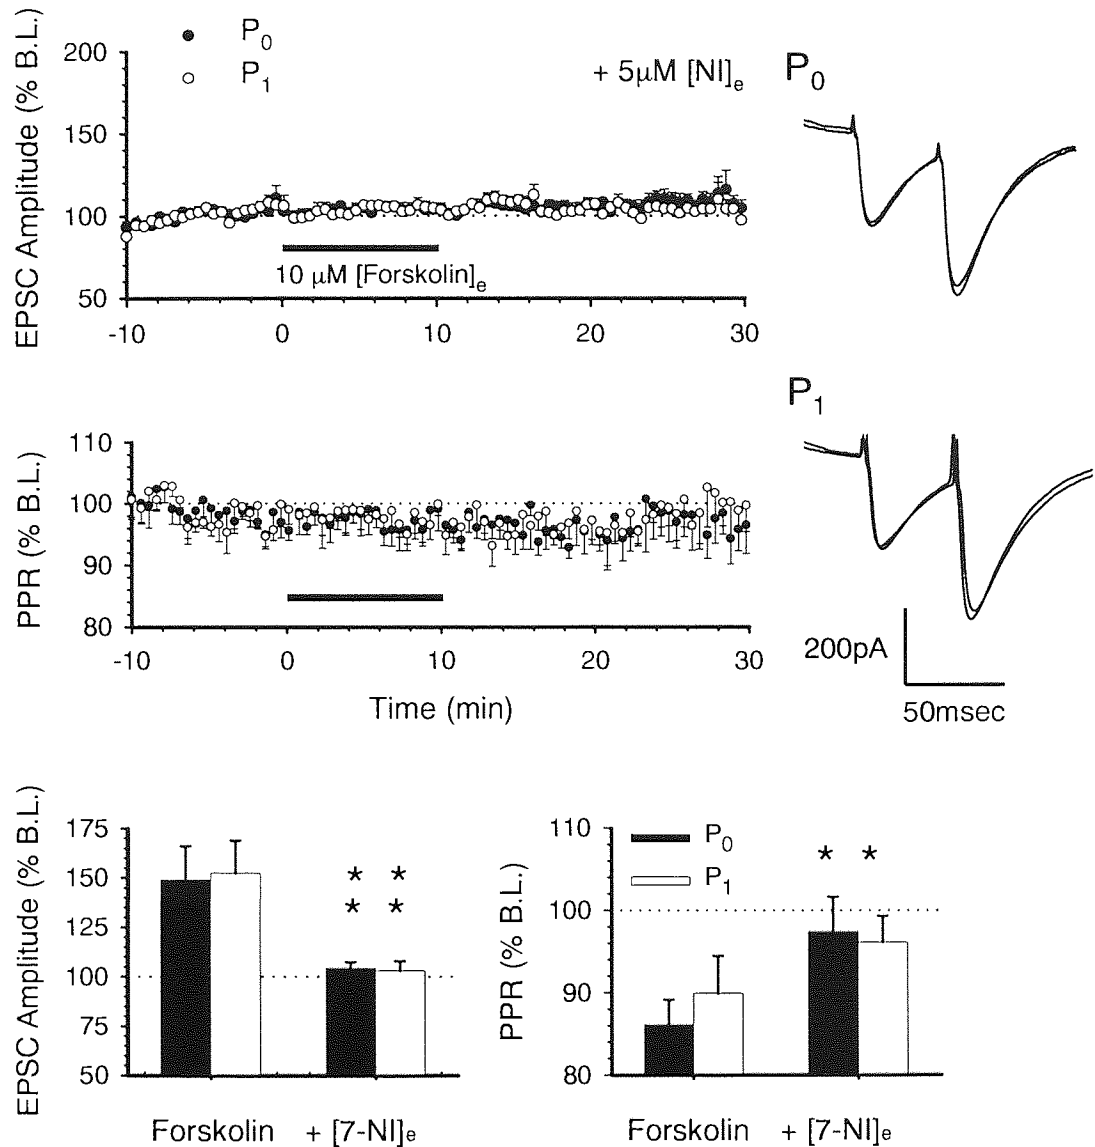 P₀
P₁
+ 5μM [NI]ₑ
EPSC Amplitude (% B.L.)
200
150
100
50
10 μM [Forskolin]ₑ
-10 0 10 20 30
P₀
PPR (% B.L.)
110
100
90
80
-10 0 10 20 30
Time (min)
P₁
200pA
50msec
EPSC Amplitude (% B.L.)
175
150
125
100
75
50
* *
* *
Forskolin + [7-NI]ₑ
PPR (% B.L.)
110
100
90
80
P₀
P₁
* *
Forskolin + [7-NI]ₑ